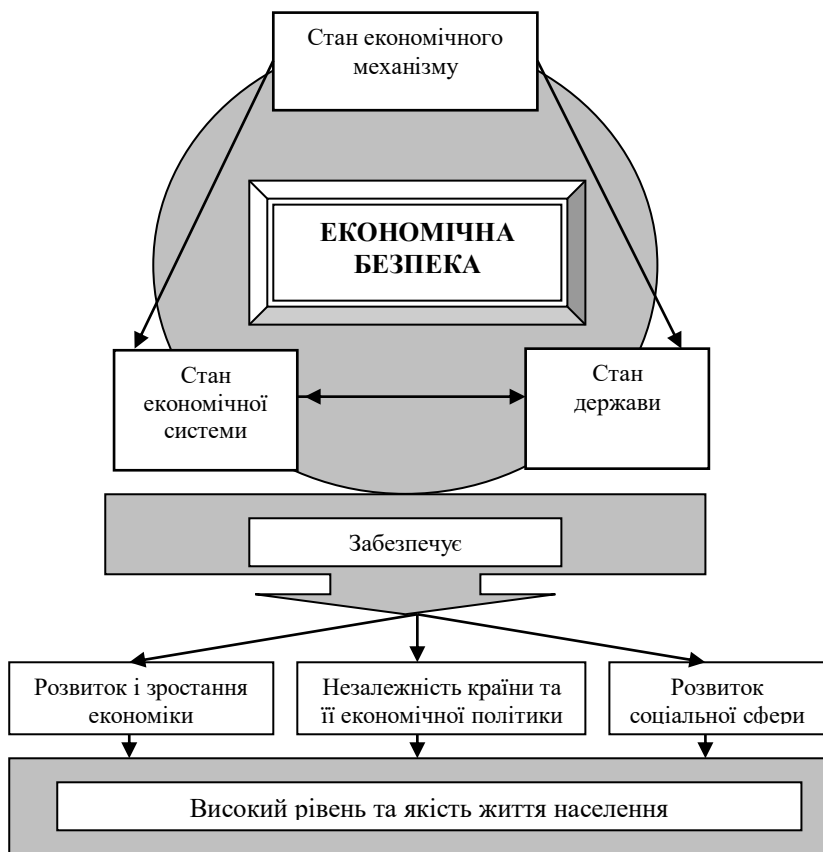 Стан економічного
механізму
ЕКОНОМІЧНА
БЕЗПЕКА
Стан
економічної
системи
Стан
держави
Забезпечує
Розвиток і зростання
економіки
Незалежність країни та
її економічної політики
Розвиток
соціальної сфери
Високий рівень та якість життя населення